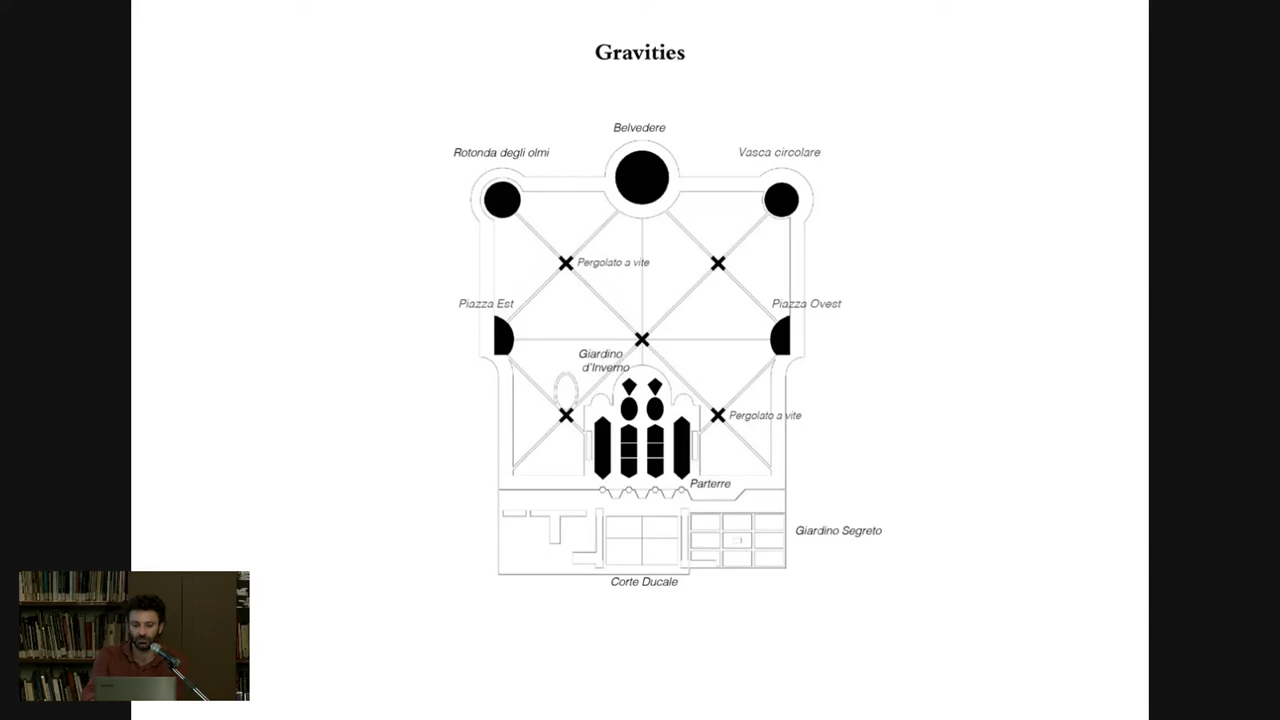 Gravities
Belvedere
Rotonda degli olmi
Vasca circolare
Pergolato a vite
Piazza Est
Piazza Ovest
Giardino
d'Inverno
Pergolato a vite
Parterre
Giardino Segreto
Corte Ducale